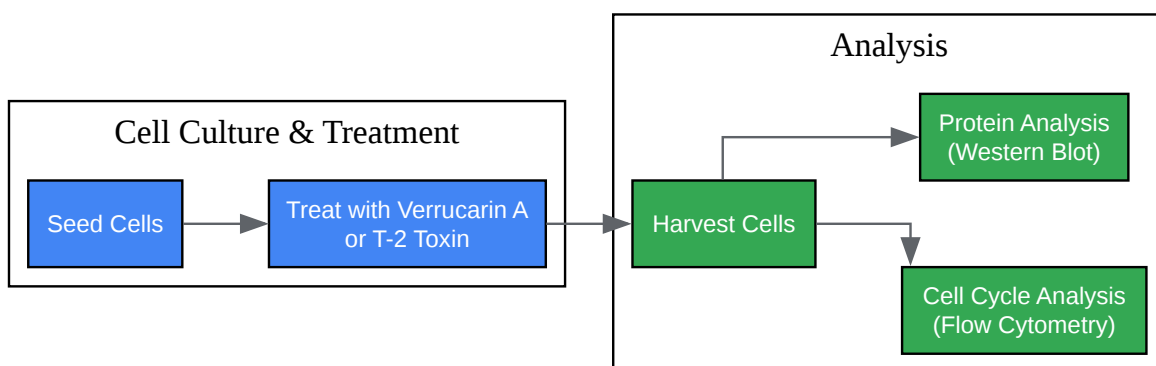 Analysis
Cell Culture & Treatment
Protein Analysis
(Western Blot)
Seed Cells
Treat with Verrucarin A
or T-2 Toxin
Harvest Cells
Cell Cycle Analysis
(Flow Cytometry)